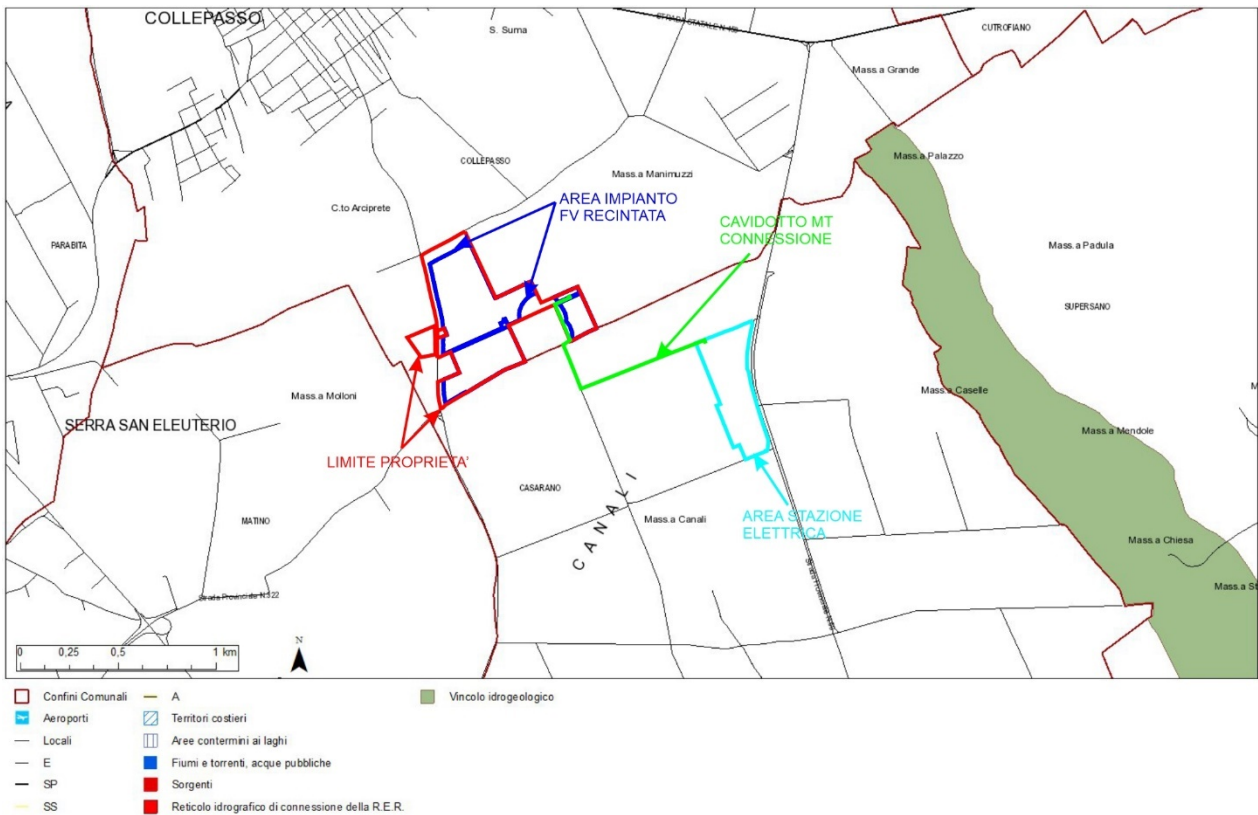 COLLEPASSO
STRADA STATALE N.
S. Suma
CUTROFIANO
Mass.a Grande
Mass.a Palazzo
COLLEPASSO
Mass.a Manimuzzi
AREA IMPIANTO
FV RECINTATA
C.to Arciprete
CAVIDOTTO MT
CONNESSIONE
PARABITA
Mass.a Padula
SUPERSANO
Mass.a Caselle
Mass.a Molloni
SERRA SAN ELEUTERIO
Mass.a Mendole
LIMITE PROPRIETA'
CASARANO
CANALI
MATINO
Mass.a Canali
AREA STAZIONE
ELETTRICA
Mass.a Chiesa
Mass.a St
Strada Provinciale N.322
Strada Provinciale
0 0,25 0,5 1 km
N
Confini Comunali
A
Vincolo idrogeologico
Aeroporti
Territori costieri
Locali
Aree contermini ai laghi
E
Fiumi e torrenti, acque pubbliche
SP
Sorgenti
SS
Reticolo idrografico di connessione della R.E.R.